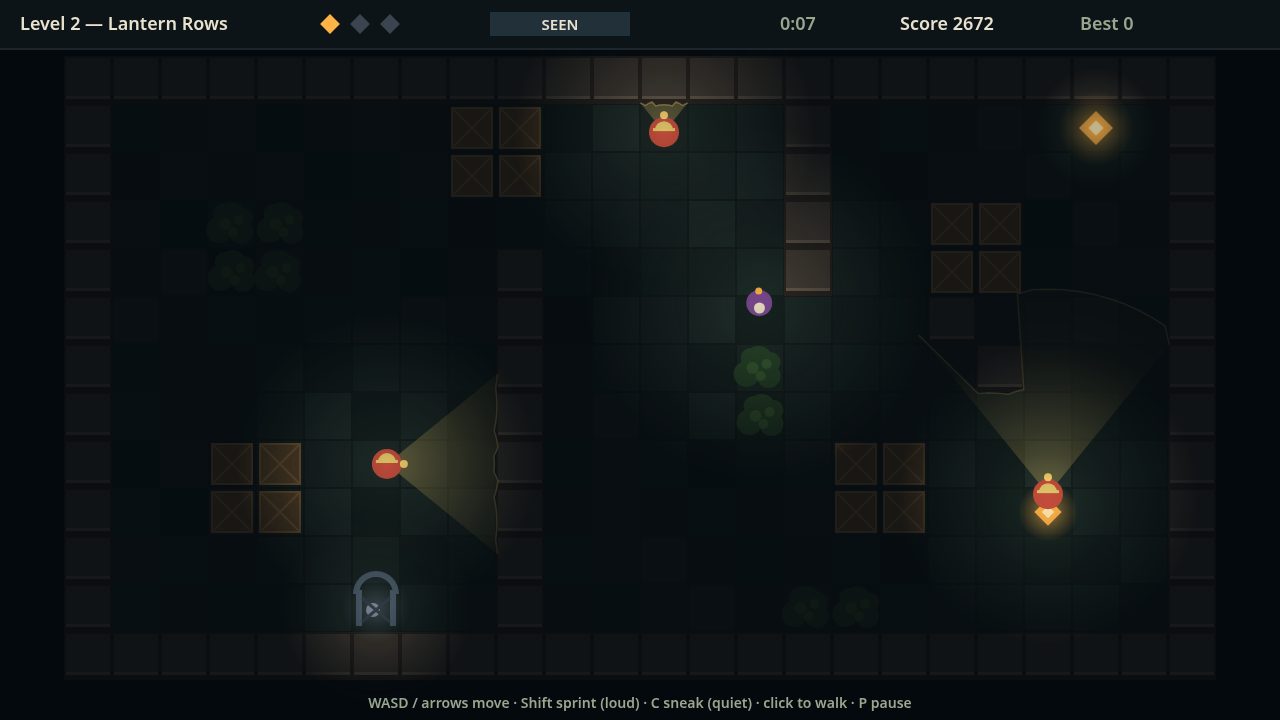 Level 2 — Lantern Rows
SEEN
0:07
Score 2672
Best 0
WASD / arrows move · Shift sprint (loud) · C sneak (quiet) · click to walk · P pause